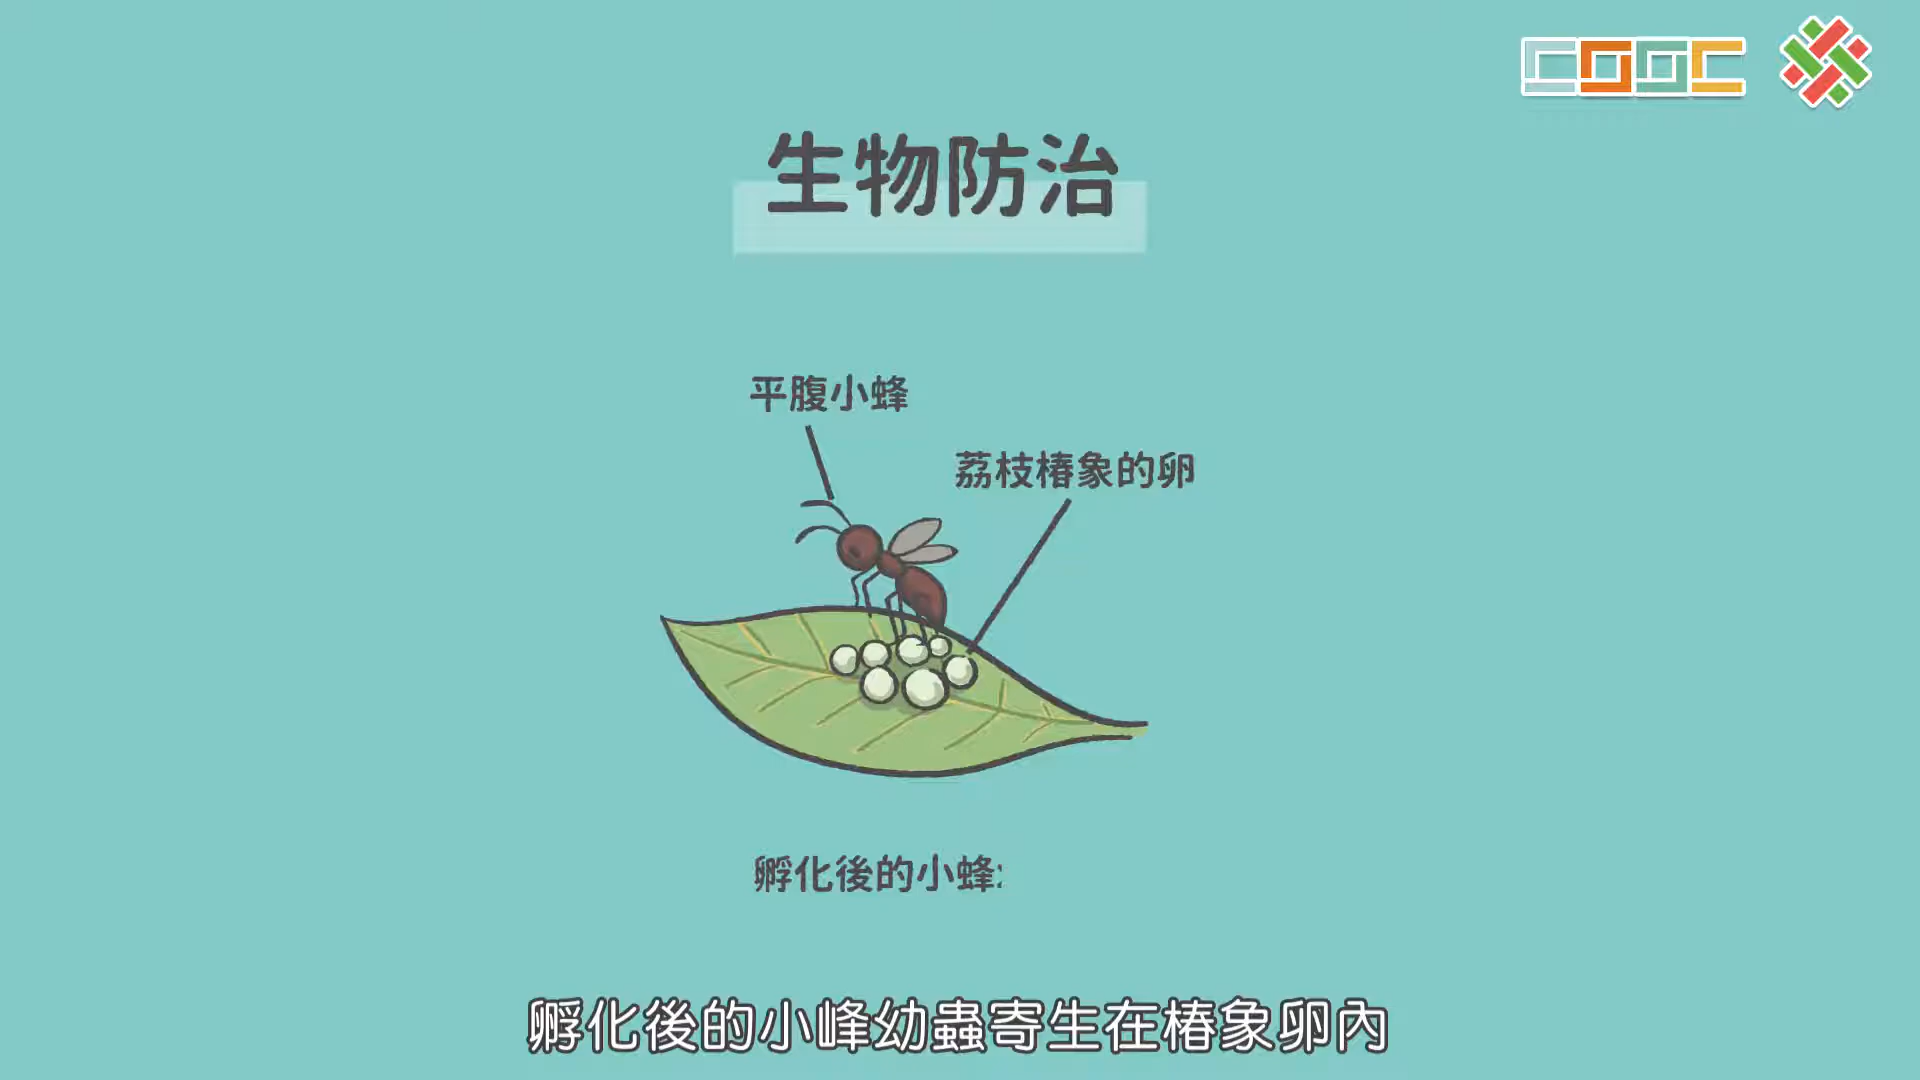 COOC
生物防治
平腹小蜂
荔枝椿象的卵
孵化後的小蜂
孵化後的小峰幼蟲寄生在椿象卵內